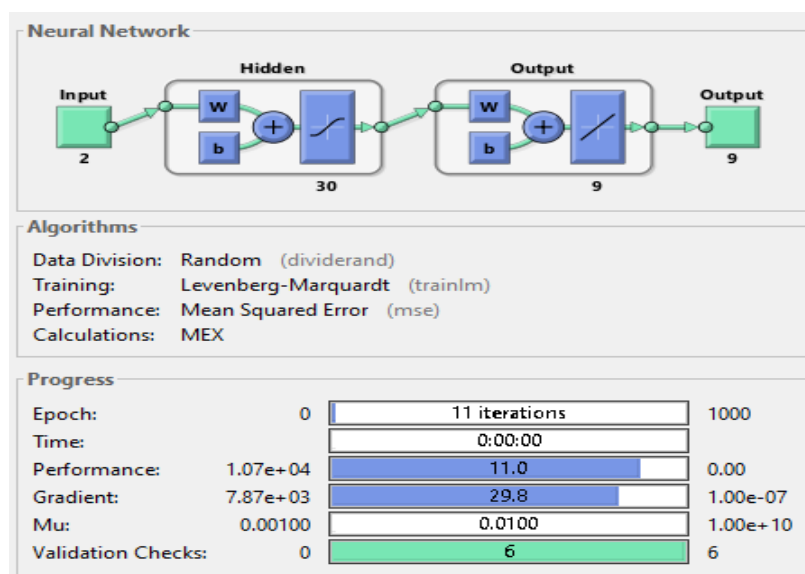 Neural Network
Hidden Output
Input Output
W W
b b
+ +
2 30 9 9
Algorithms
Data Division: Random (dividerand)
Training: Levenberg-Marquardt (trainlm)
Performance: Mean Squared Error (mse)
Calculations: MEX
Progress
Epoch: 0 11 iterations 1000
Time: 0:00:00
Performance: 1.07e+04 11.0 0.00
Gradient: 7.87e+03 29.8 1.00e-07
Mu: 0.00100 0.0100 1.00e+10
Validation Checks: 0 6 6